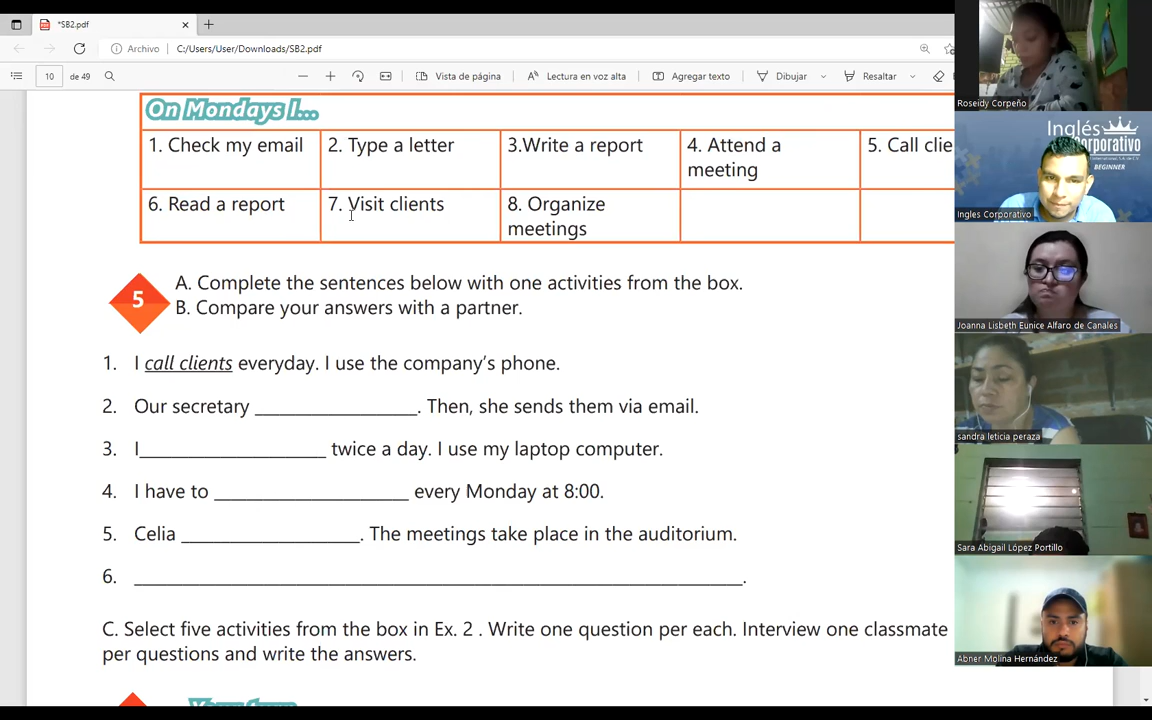 *SB2.pdf
Archivo C:/Users/User/Downloads/SB2.pdf
10 de 49 Vista de página Lectura en voz alta Agregar texto Dibujar Resaltar
On Mondays I...
1. Check my email 2. Type a letter 3.Write a report 4. Attend a meeting 5. Call clie
6. Read a report 7. Visit clients 8. Organize meetings
5
A. Complete the sentences below with one activities from the box.
B. Compare your answers with a partner.
1. I call clients everyday. I use the company's phone.
2. Our secretary ________________. Then, she sends them via email.
3. I__________________ twice a day. I use my laptop computer.
4. I have to ___________________ every Monday at 8:00.
5. Celia _________________. The meetings take place in the auditorium.
6. ____________________________________________________________.
C. Select five activities from the box in Ex. 2 . Write one question per each. Interview one classmate
per questions and write the answers.
Roseidy Corpeño
Inglés
Corporativo
BEGINNER
Ingles Corporativo
Joanna Lisbeth Eunice Alfaro de Canales
sandra leticia peraza
Sara Abigail López Portillo
Abner Molina Hernández